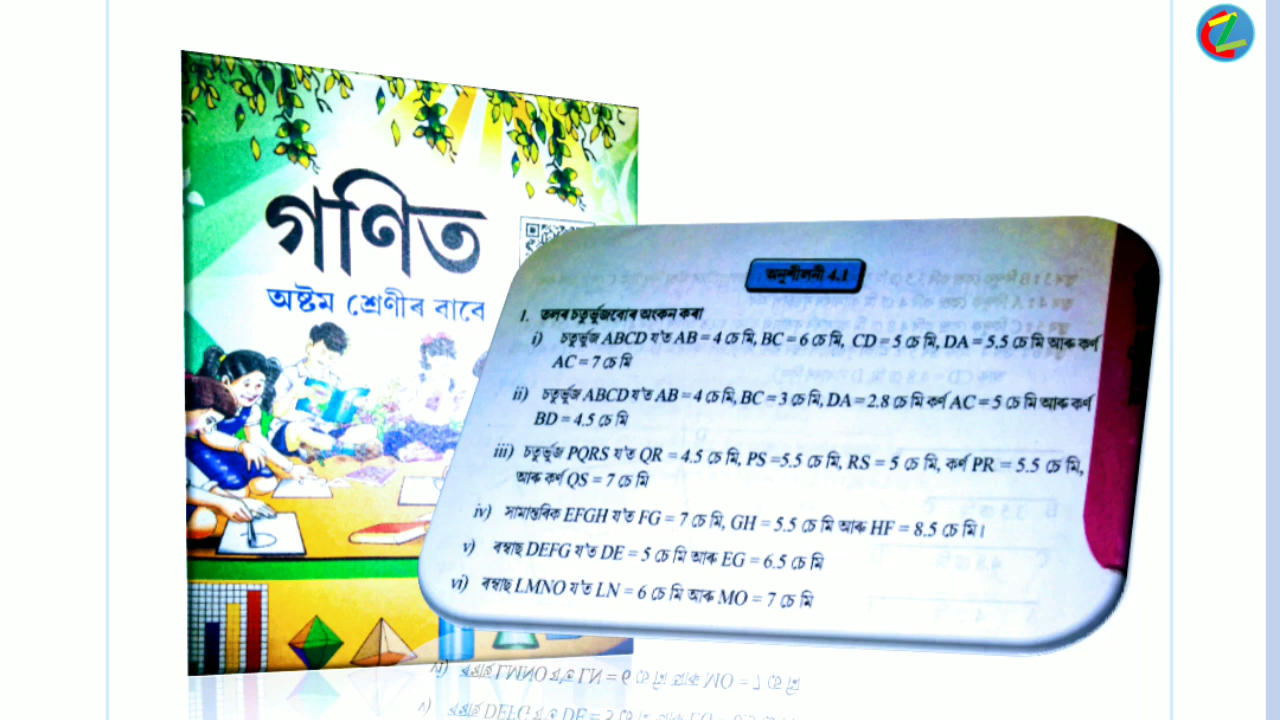 গণিত
অষ্টম শ্ৰেণীৰ বাবে
অনুশীলনী 4.1
1. তলৰ চতুৰ্ভুজবোৰ অংকন কৰা
i) চতুৰ্ভুজ ABCD য'ত AB = 4 চে মি, BC = 6 চে মি, CD = 5 চে মি, DA = 5.5 চে মি আৰু কৰ্ণ
AC = 7 চে মি
ii) চতুৰ্ভুজ ABCD য'ত AB = 4 চে মি, BC = 3 চে মি, DA = 2.8 চে মি কৰ্ণ AC = 5 চে মি আৰু কৰ্ণ
BD = 4.5 চে মি
iii) চতুৰ্ভুজ PQRS য'ত QR = 4.5 চে মি, PS =5.5 চে মি, RS = 5 চে মি, কৰ্ণ PR = 5.5 চে মি,
আৰু কৰ্ণ QS = 7 চে মি
iv) সামান্তৰিক EFGH য'ত FG = 7 চে মি, GH = 5.5 চে মি আৰু HF = 8.5 চে মি।
v) ৰম্বাছ DEFG য'ত DE = 5 চে মি আৰু EG = 6.5 চে মি
vi) ৰম্বাছ LMNO য'ত LN = 6 চে মি আৰু MO = 7 চে মি